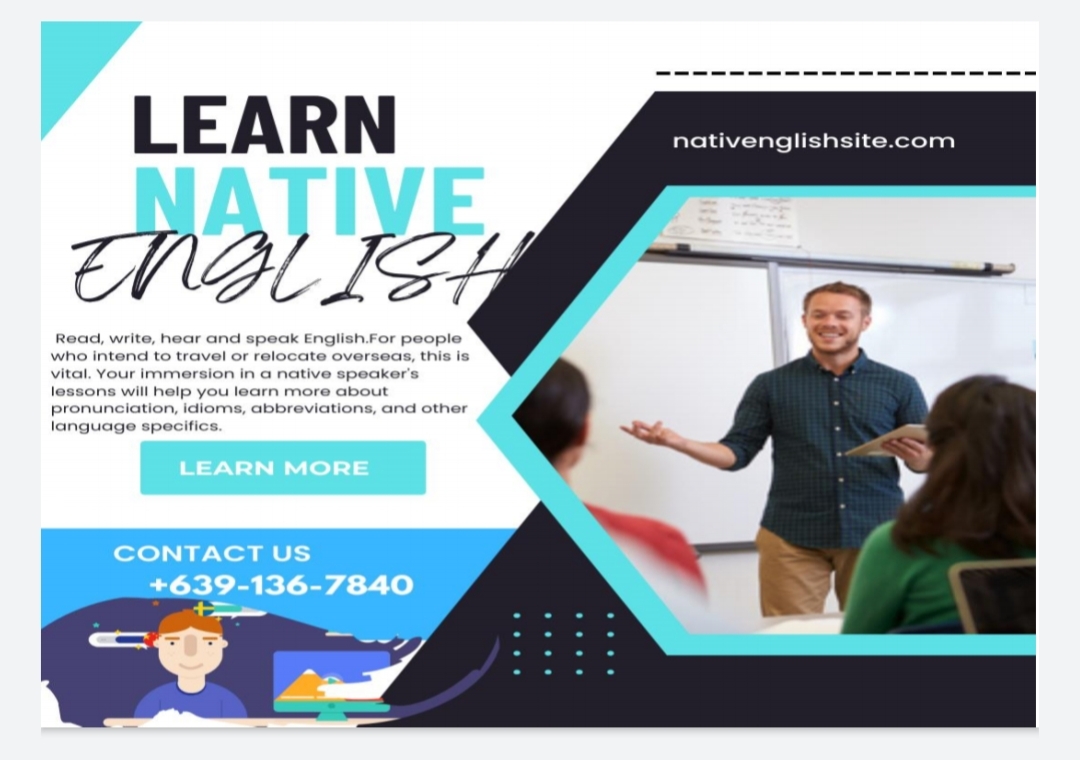 LEARN
NATIVE
ENGLISH
nativenglishsite.com
Read, write, hear and speak English.For people
who intend to travel or relocate overseas, this is
vital. Your immersion in a native speaker's
lessons will help you learn more about
pronunciation, idioms, abbreviations, and other
language specifics.
LEARN MORE
CONTACT US
+639-136-7840